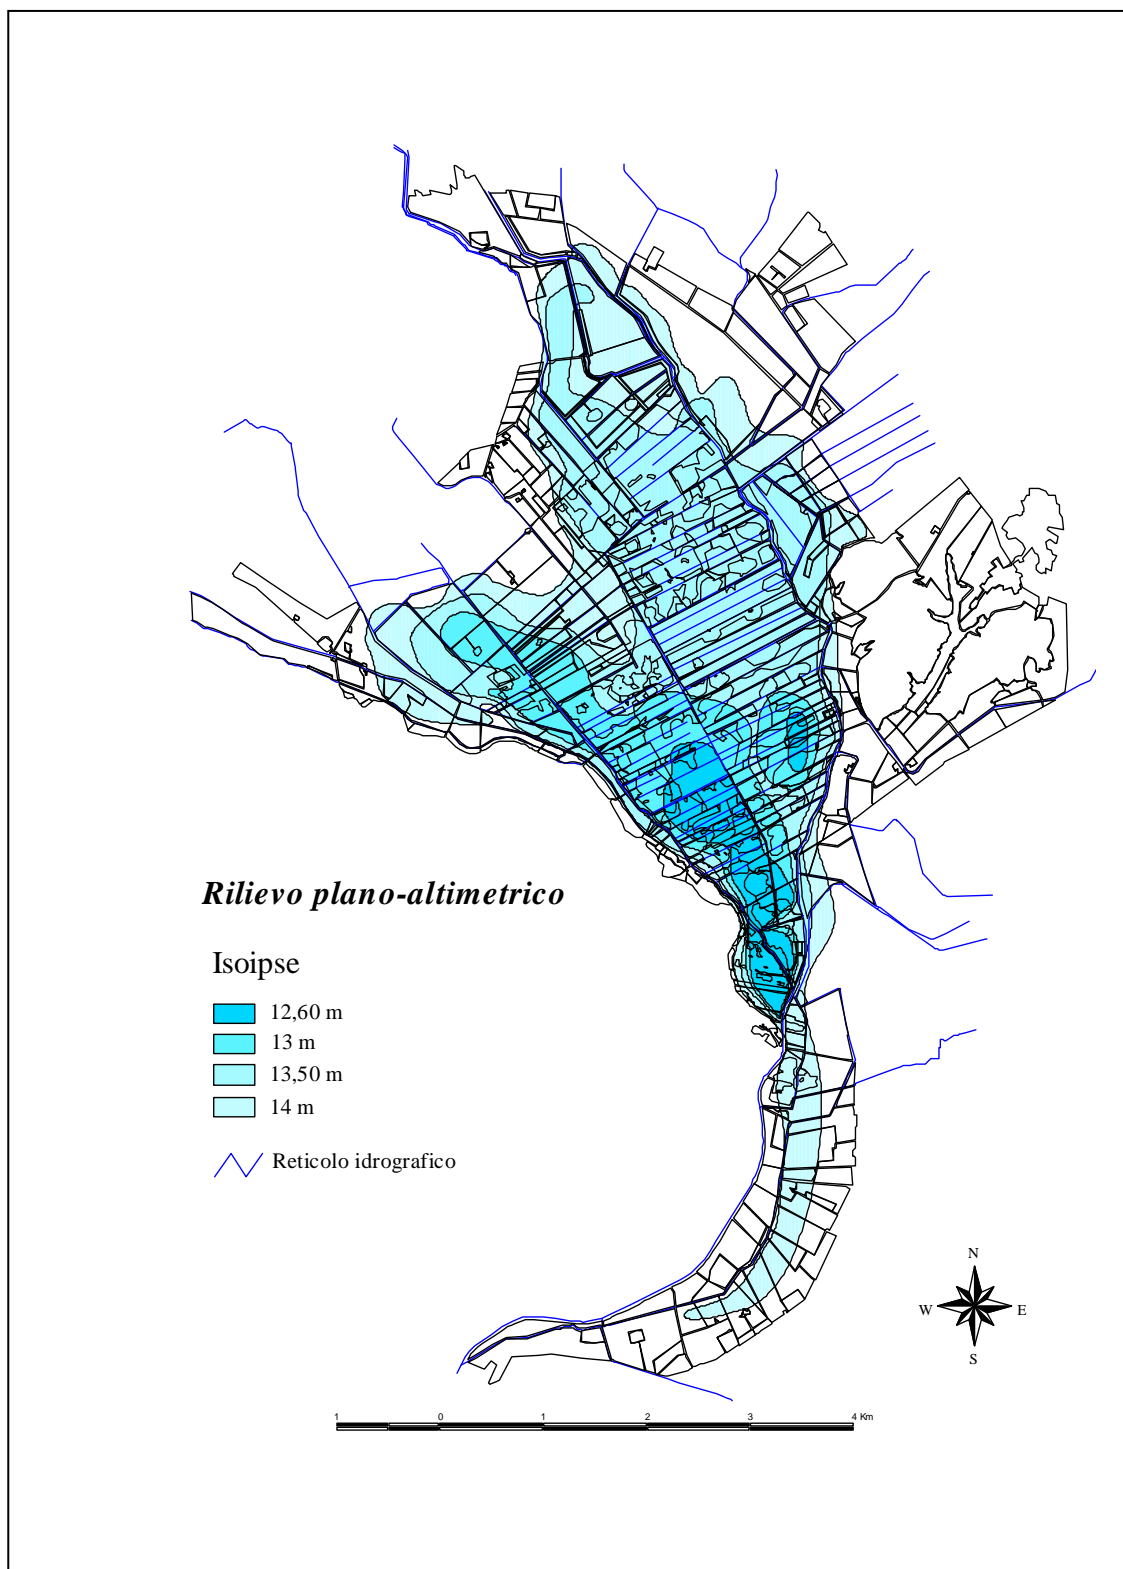 Rilievo plano-altimetrico
Isoipse
12,60 m
13 m
13,50 m
14 m
Reticolo idrografico
N
W E
S
1 0 1 2 3 4 Km